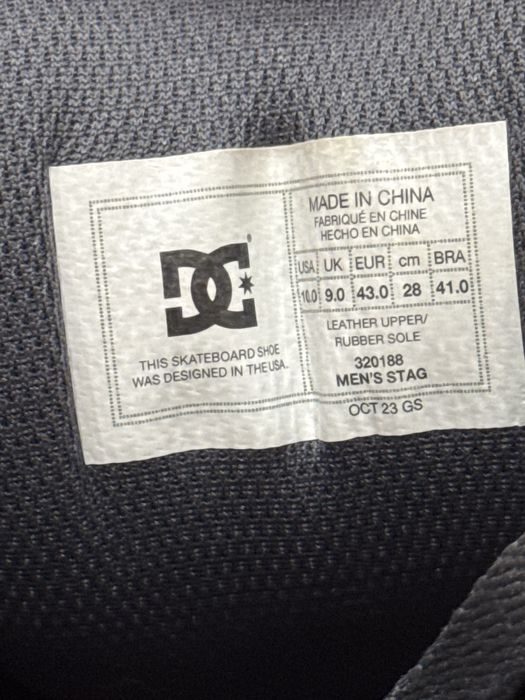 DC
THIS SKATEBOARD SHOE
WAS DESIGNED IN THE USA.
MADE IN CHINA
FABRIQUÉ EN CHINE
HECHO EN CHINA
USA UK EUR cm BRA
10.0 9.0 43.0 28 41.0
LEATHER UPPER/
RUBBER SOLE
320188
MEN'S STAG
OCT 23 GS